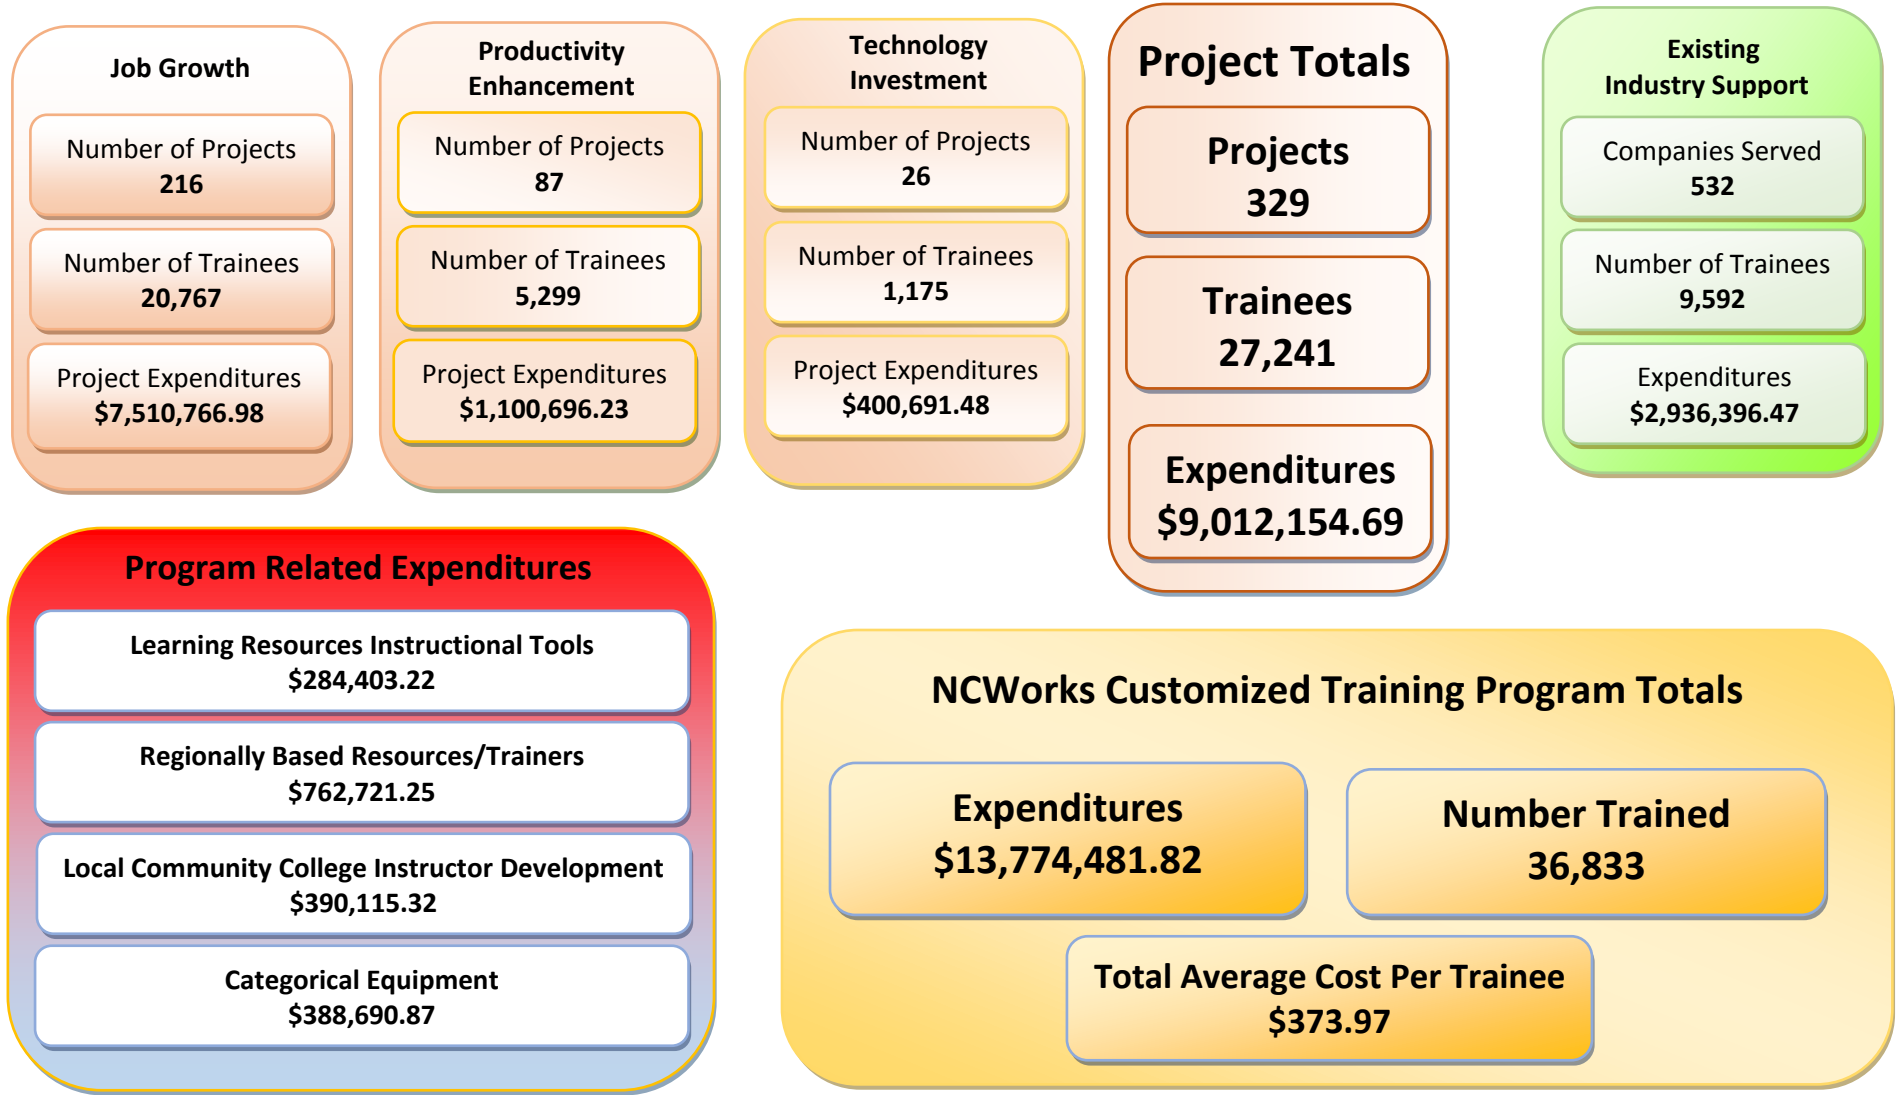 Job Growth
Number of Projects
216
Number of Trainees
20,767
Project Expenditures
$7,510,766.98
Productivity
Enhancement
Number of Projects
87
Number of Trainees
5,299
Project Expenditures
$1,100,696.23
Technology
Investment
Number of Projects
26
Number of Trainees
1,175
Project Expenditures
$400,691.48
Project Totals
Projects
329
Trainees
27,241
Expenditures
$9,012,154.69
Existing
Industry Support
Companies Served
532
Number of Trainees
9,592
Expenditures
$2,936,396.47
Program Related Expenditures
Learning Resources Instructional Tools
$284,403.22
Regionally Based Resources/Trainers
$762,721.25
Local Community College Instructor Development
$390,115.32
Categorical Equipment
$388,690.87
NCWorks Customized Training Program Totals
Expenditures
$13,774,481.82
Number Trained
36,833
Total Average Cost Per Trainee
$373.97